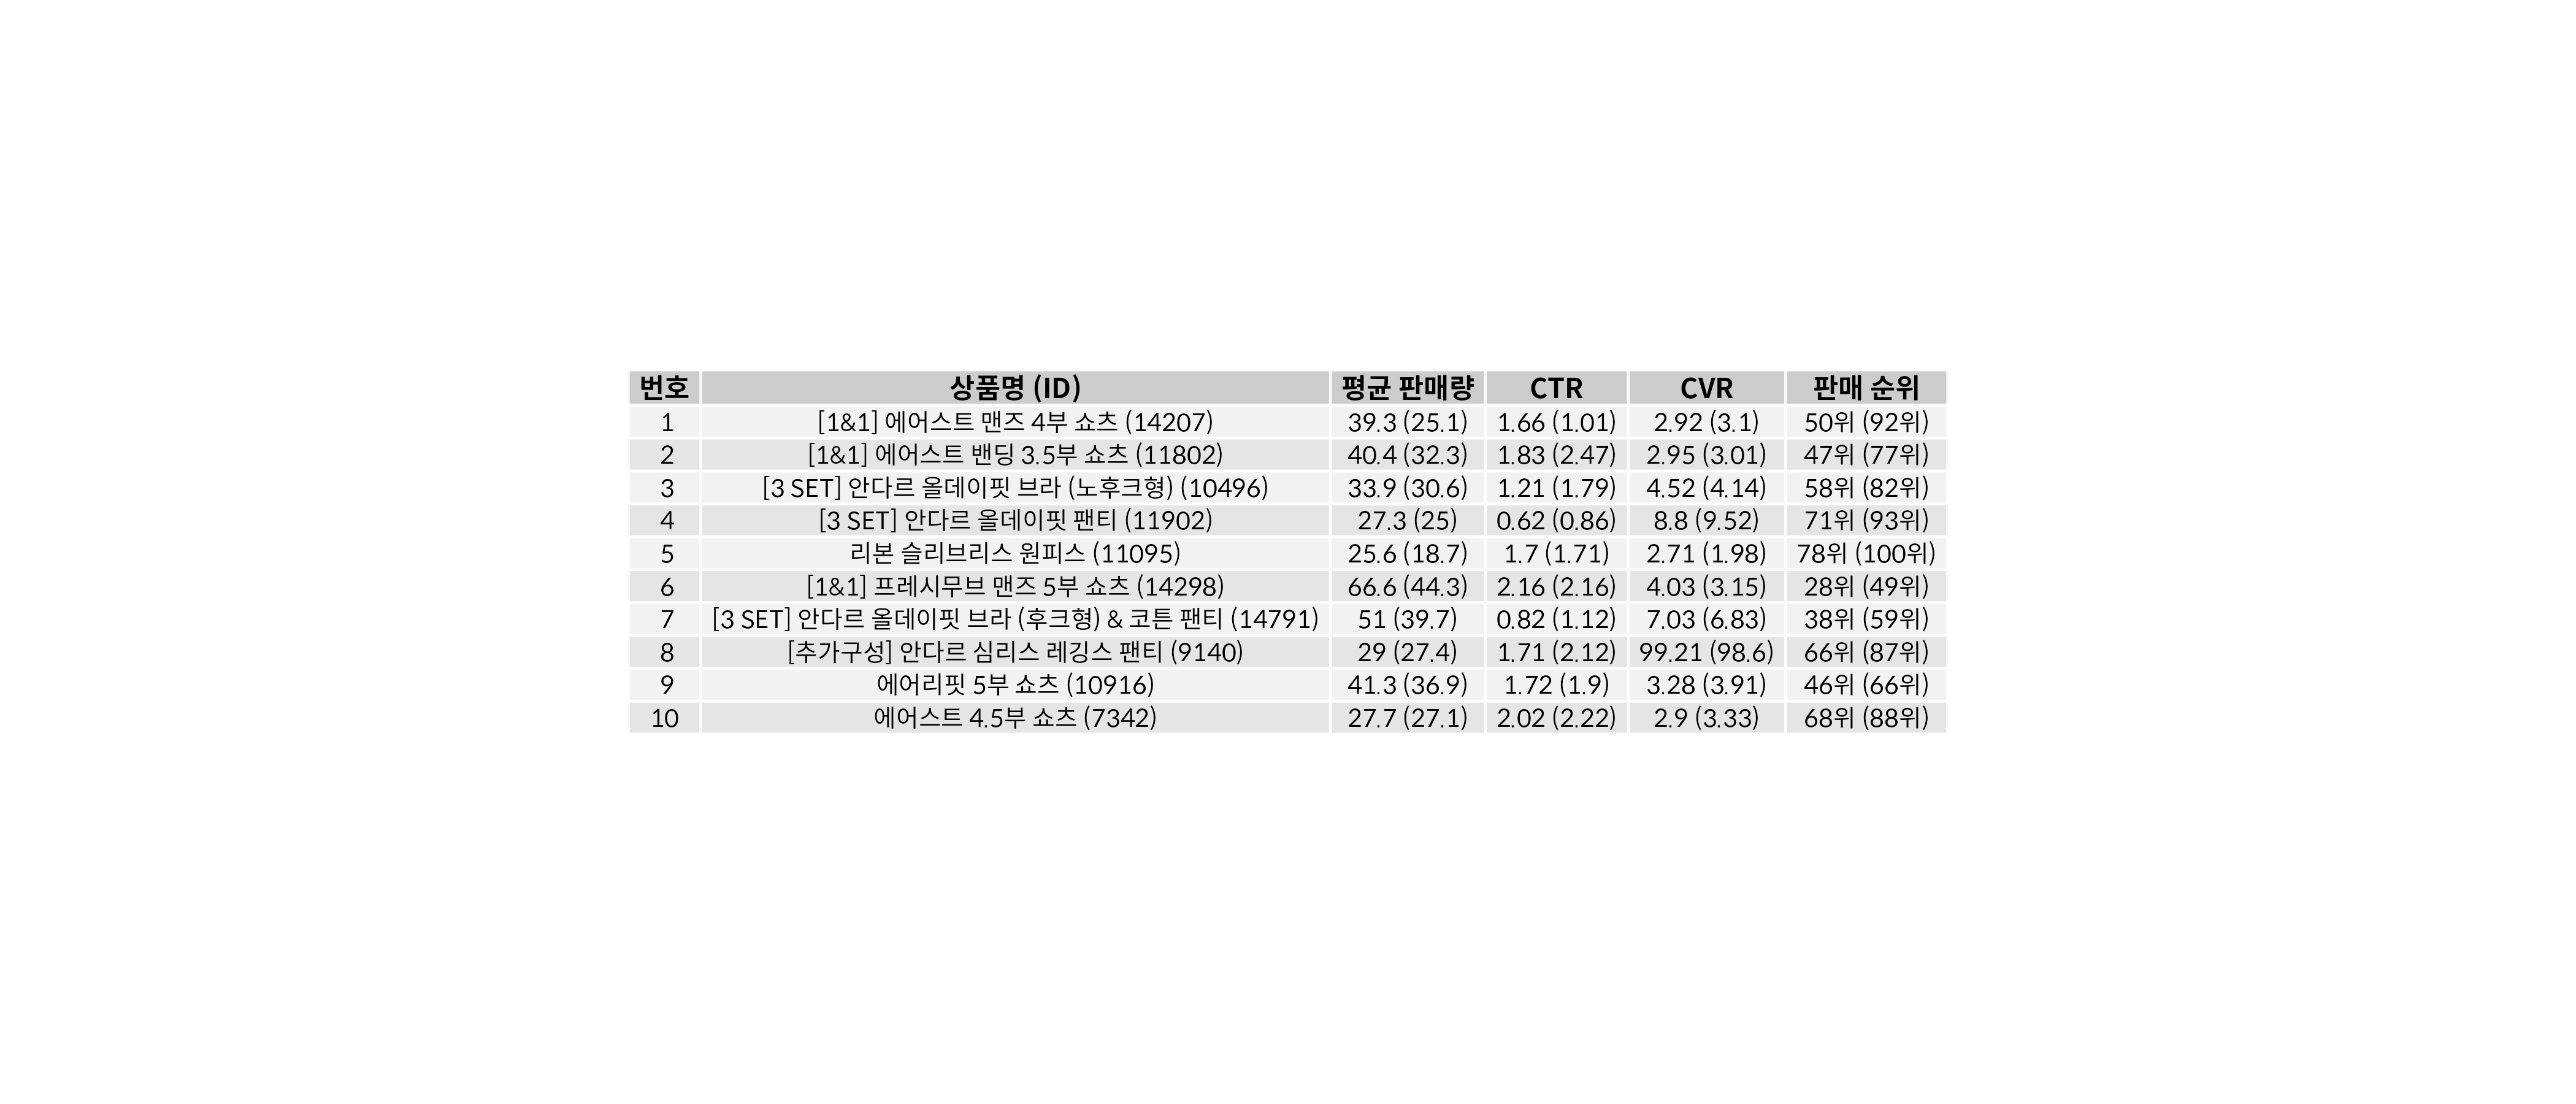 번호 상품명 (ID) 평균 판매량 CTR CVR 판매 순위
1 [1&1] 에어스트 맨즈 4부 쇼츠 (14207) 39.3 (25.1) 1.66 (1.01) 2.92 (3.1) 50위 (92위)
2 [1&1] 에어스트 밴딩 3.5부 쇼츠 (11802) 40.4 (32.3) 1.83 (2.47) 2.95 (3.01) 47위 (77위)
3 [3 SET] 안다르 올데이핏 브라 (노후크형) (10496) 33.9 (30.6) 1.21 (1.79) 4.52 (4.14) 58위 (82위)
4 [3 SET] 안다르 올데이핏 팬티 (11902) 27.3 (25) 0.62 (0.86) 8.8 (9.52) 71위 (93위)
5 리본 슬리브리스 원피스 (11095) 25.6 (18.7) 1.7 (1.71) 2.71 (1.98) 78위 (100위)
6 [1&1] 프레시무브 맨즈 5부 쇼츠 (14298) 66.6 (44.3) 2.16 (2.16) 4.03 (3.15) 28위 (49위)
7 [3 SET] 안다르 올데이핏 브라 (후크형) & 코튼 팬티 (14791) 51 (39.7) 0.82 (1.12) 7.03 (6.83) 38위 (59위)
8 [추가구성] 안다르 심리스 레깅스 팬티 (9140) 29 (27.4) 1.71 (2.12) 99.21 (98.6) 66위 (87위)
9 에어리핏 5부 쇼츠 (10916) 41.3 (36.9) 1.72 (1.9) 3.28 (3.91) 46위 (66위)
10 에어스트 4.5부 쇼츠 (7342) 27.7 (27.1) 2.02 (2.22) 2.9 (3.33) 68위 (88위)